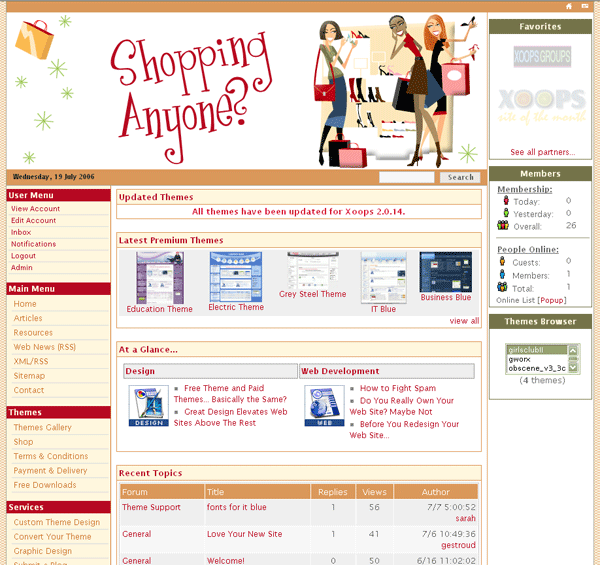 Shopping
Anyone?
Wednesday, 19 July 2006
Search
User Menu
View Account
Edit Account
Inbox
Notifications
Logout
Admin
Main Menu
Home
Articles
Resources
Web News (RSS)
XML/RSS
Sitemap
Contact
Themes
Themes Gallery
Shop
Terms & Conditions
Payment & Delivery
Free Downloads
Services
Custom Theme Design
Convert Your Theme
Graphic Design
Submit a Blog
Updated Themes
All themes have been updated for Xoops 2.0.14.
Latest Premium Themes
Education Theme
Electric Theme
Grey Steel Theme
IT Blue
Business Blue
view all
At a Glance...
Design
DESIGN
Free Theme and Paid
Themes... Basically the Same?
Great Design Elevates Web
Sites Above The Rest
Web Development
WEB
How to Fight Spam
Do You Really Own Your
Web Site? Maybe Not
Before You Redesign Your
Web Site...
Recent Topics
Forum Title Replies Views Author
Theme Support fonts for it blue 1 56 7/7 5:00:52
sarah
General Love Your New Site 1 41 7/6 10:49:36
gestroud
General Welcome! 0 50 6/16 11:02:02
Favorites
XOOPS GROUPS
XOOPS
site of the month
See all partners...
Members
Membership:
Today: 0
Yesterday: 0
Overall: 26
People Online:
Guests: 0
Members: 1
Total: 1
Online List [Popup]
Themes Browser
girlsclubII
gworx
obscene_v3_3c
(4 themes)